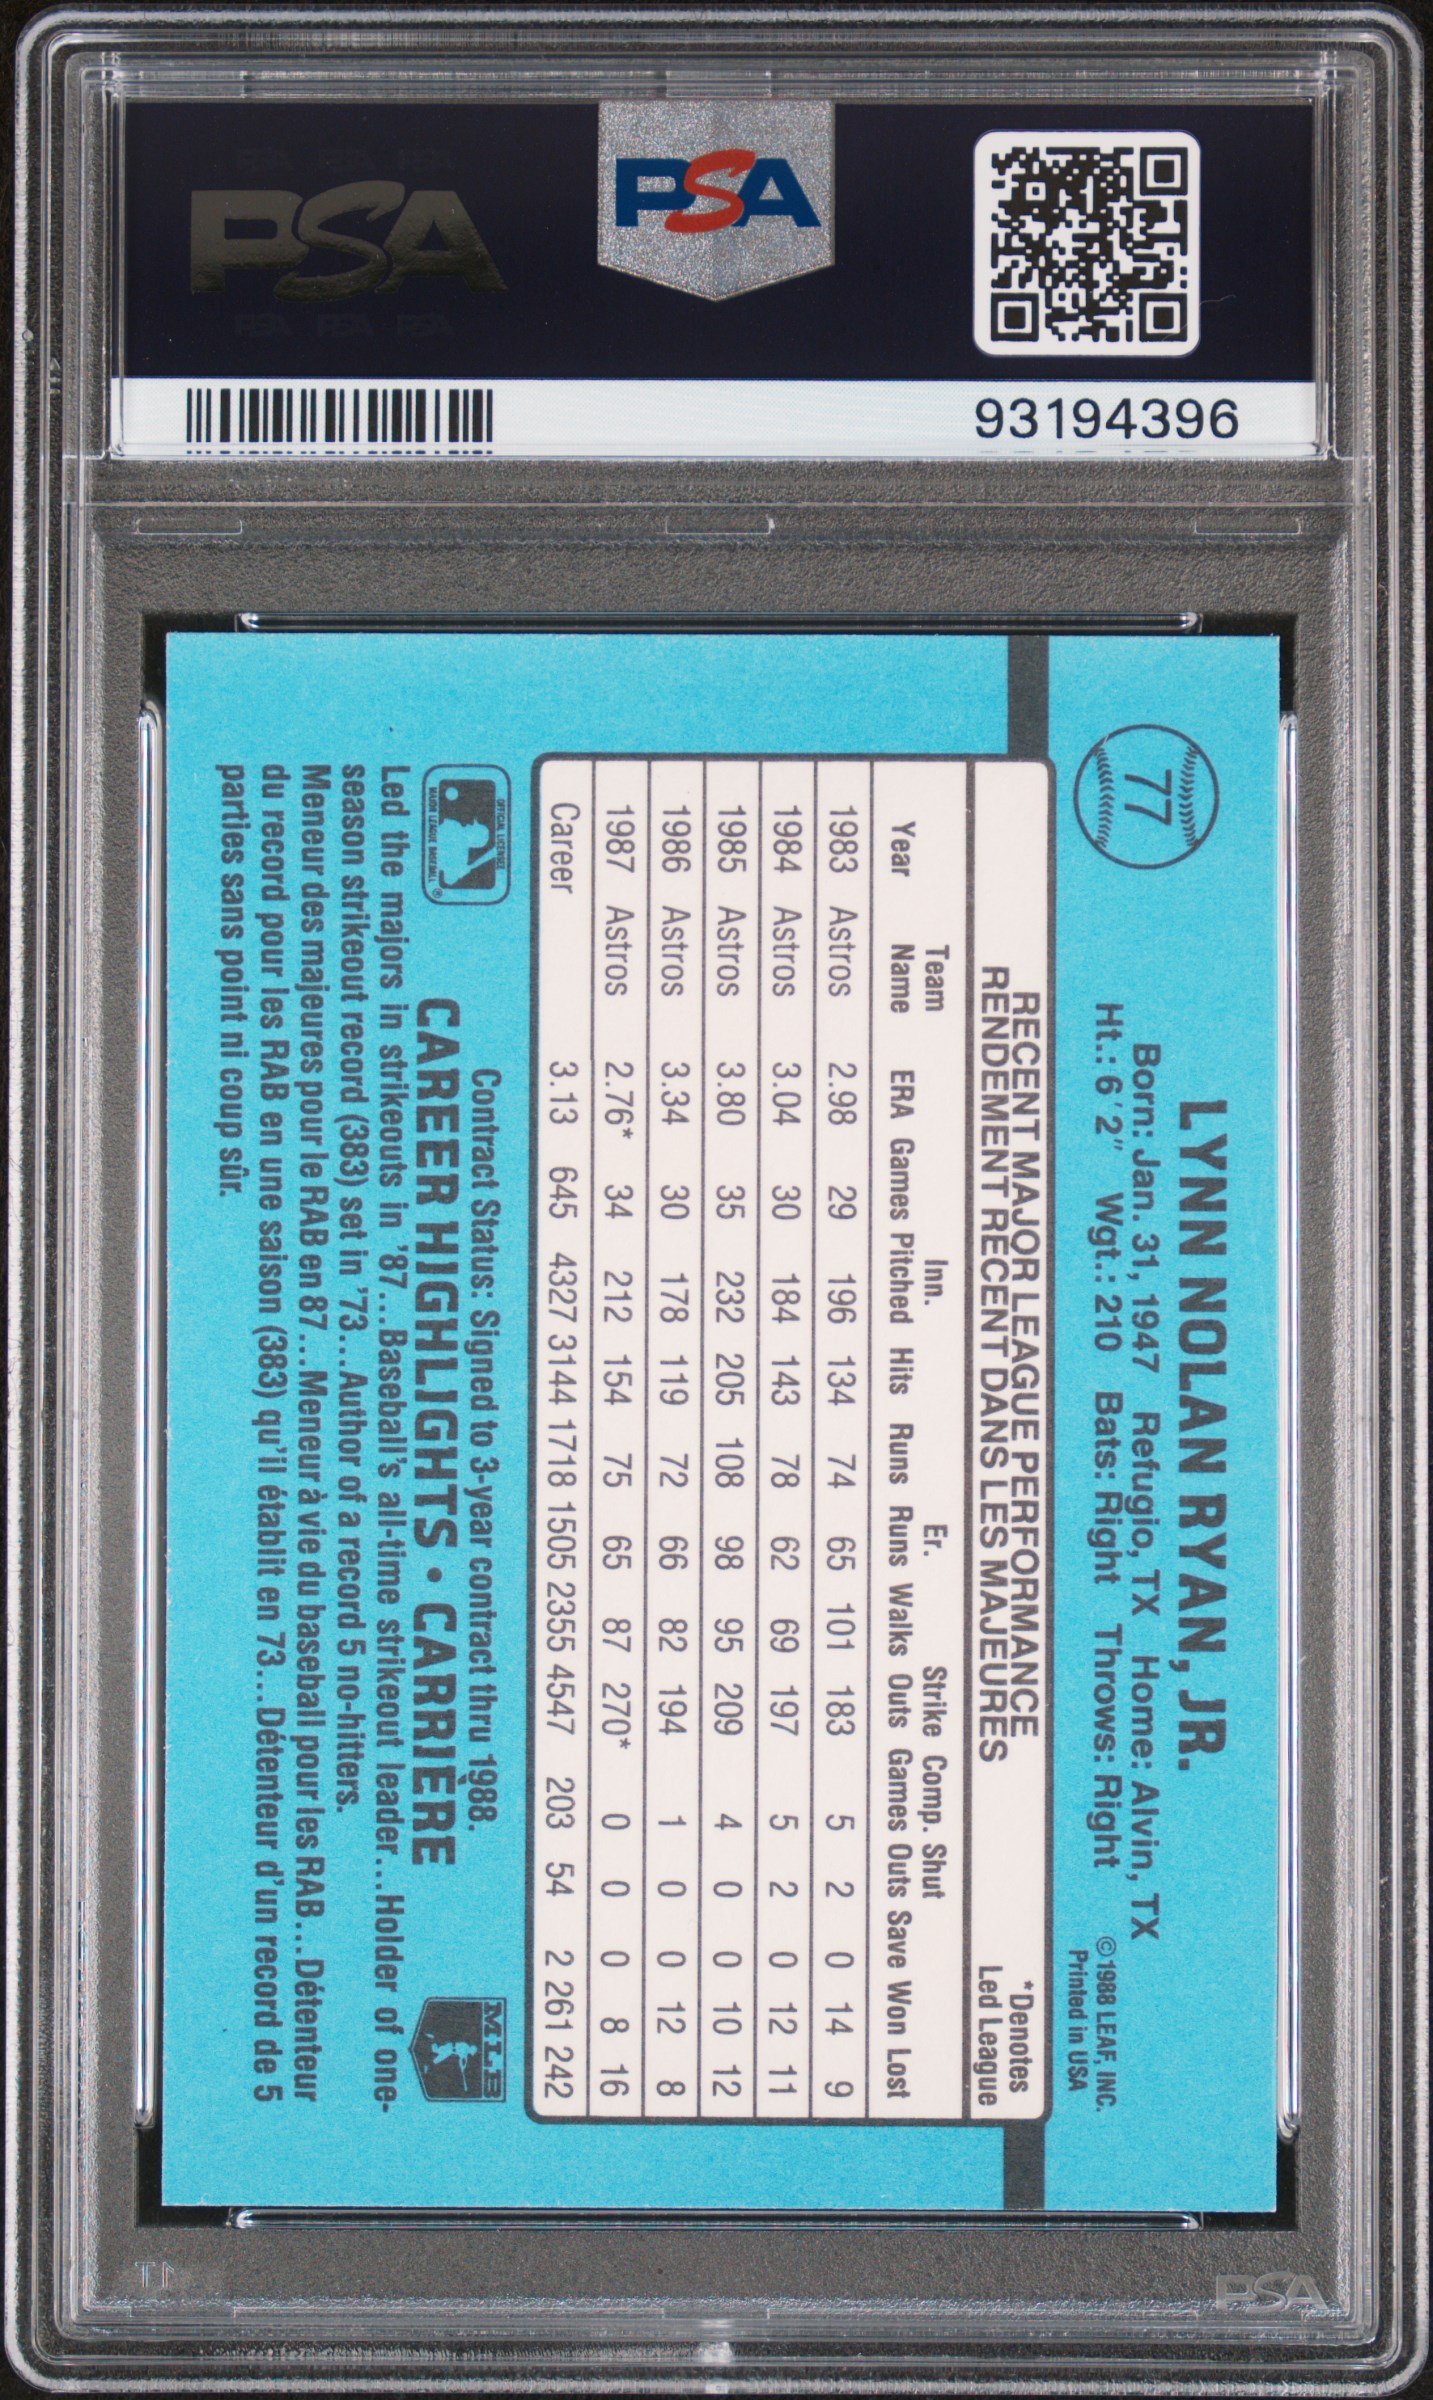 PSA
PSA
93194396
77
LYNN NOLAN RYAN, JR.
Born: Jan. 31, 1947 Refugio, TX Home: Alvin, TX
Ht.: 6'2" Wgt.: 210 Bats: Right Throws: Right
© 1988 LEAF, INC.
Printed in USA
RECENT MAJOR LEAGUE PERFORMANCE
RENDEMENT RÉCENT DANS LES MAJEURES
*Denotes
Led League
Year Team Name ERA Games Inn. Pitched Hits Runs Er. Runs Walks Strike Outs Comp. Games Shut Outs Save Won Lost
1983 Astros 2.98 29 196 134 74 65 101 183 5 2 0 14 9
1984 Astros 3.04 30 184 143 78 62 69 197 5 2 0 12 11
1985 Astros 3.80 35 232 205 108 98 95 209 4 0 0 10 12
1986 Astros 3.34 30 178 119 72 66 82 194 1 0 0 12 8
1987 Astros 2.76* 34 212 154 75 65 87 270* 0 0 0 8 16
Career 3.13 645 4327 3144 1718 1505 2355 4547 203 54 2 261 242
OFFICIAL LICENSEE
MAJOR LEAGUE BASEBALL ®
Contract Status: Signed to 3-year contract thru 1988.
CAREER HIGHLIGHTS • CARRIÈRE
MLB
Led the majors in strikeouts in '87...Baseball's all-time strikeout leader...Holder of one-
season strikeout record (383) set in '73...Author of a record 5 no-hitters.
Meneur des majeures pour le RAB en 87...Meneur à vie du baseball pour les RAB...Détenteur
du record pour les RAB en une saison (383) qu'il établit en 73...Détenteur d'un record de 5
parties sans point ni coup sûr.
PSA